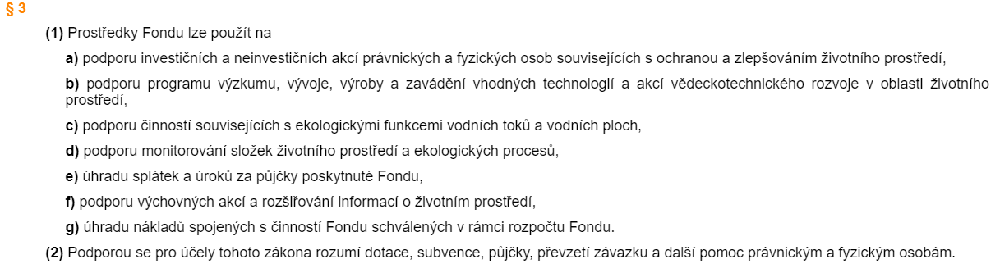 § 3
(1) Prostředky Fondu lze použít na
a) podporu investičních a neinvestičních akcí právnických a fyzických osob souvisejících s ochranou a zlepšováním životního prostředí,
b) podporu programu výzkumu, vývoje, výroby a zavádění vhodných technologií a akcí vědeckotechnického rozvoje v oblasti životního
prostředí,
c) podporu činností souvisejících s ekologickými funkcemi vodních toků a vodních ploch,
d) podporu monitorování složek životního prostředí a ekologických procesů,
e) úhradu splátek a úroků za půjčky poskytnuté Fondu,
f) podporu výchovných akcí a rozšiřování informací o životním prostředí,
g) úhradu nákladů spojených s činností Fondu schválených v rámci rozpočtu Fondu.
(2) Podporou se pro účely tohoto zákona rozumí dotace, subvence, půjčky, převzetí závazku a další pomoc právnickým a fyzickým osobám.